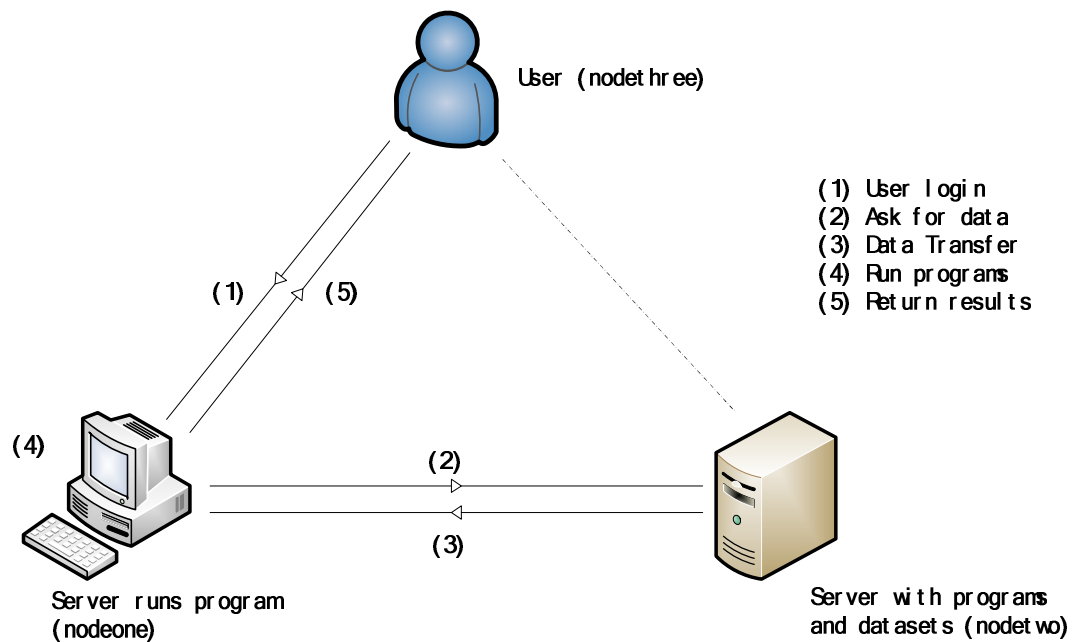 User (nodethree)
(1) User login
(2) Ask for data
(3) Data Transfer
(4) Run programs
(5) Return results
(1)
(5)
(4)
(2)
(3)
Server runs program
(nodeone)
Server with programs
and datasets (nodetwo)